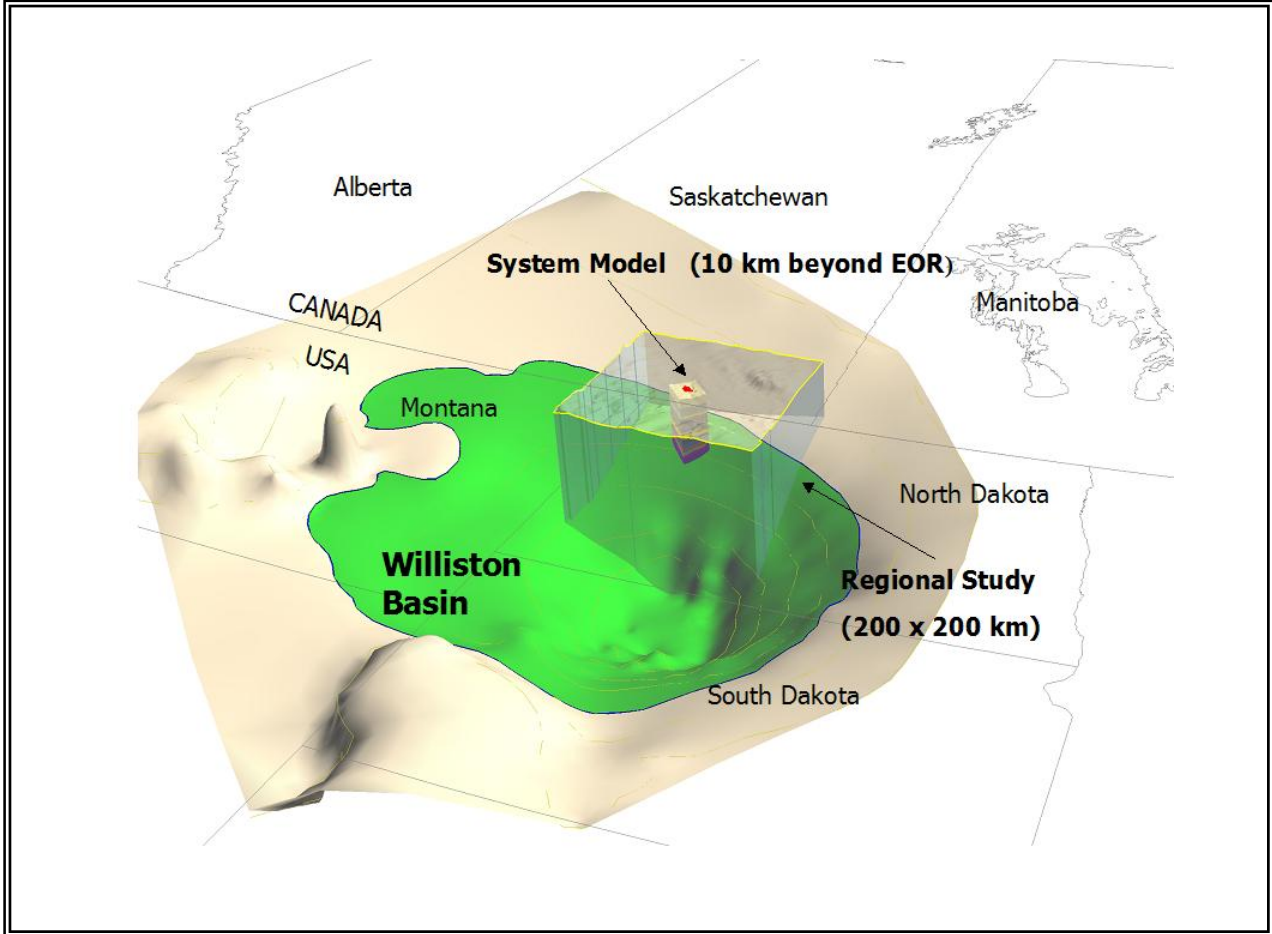 Alberta
Saskatchewan
System Model (10 km beyond EOR)
Manitoba
CANADA
USA
Montana
North Dakota
Williston
Basin
Regional Study
(200 x 200 km)
South Dakota